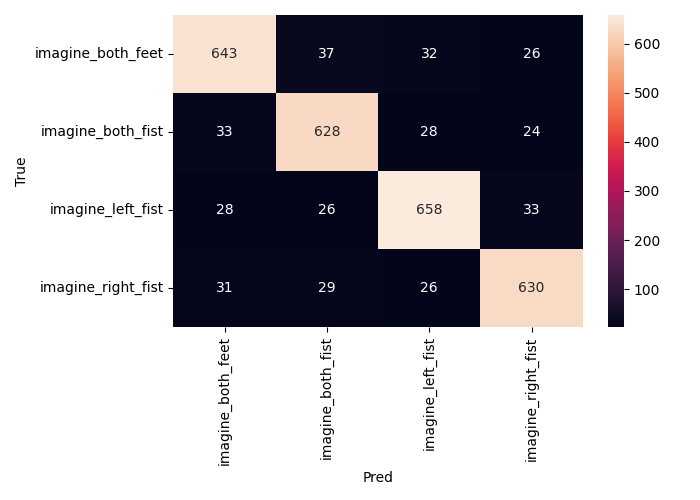 imagine_both_feet 643 37 32 26
imagine_both_fist 33 628 28 24
imagine_left_fist 28 26 658 33
imagine_right_fist 31 29 26 630
True
imagine_both_feet
imagine_both_fist
imagine_left_fist
imagine_right_fist
Pred
600
500
400
300
200
100